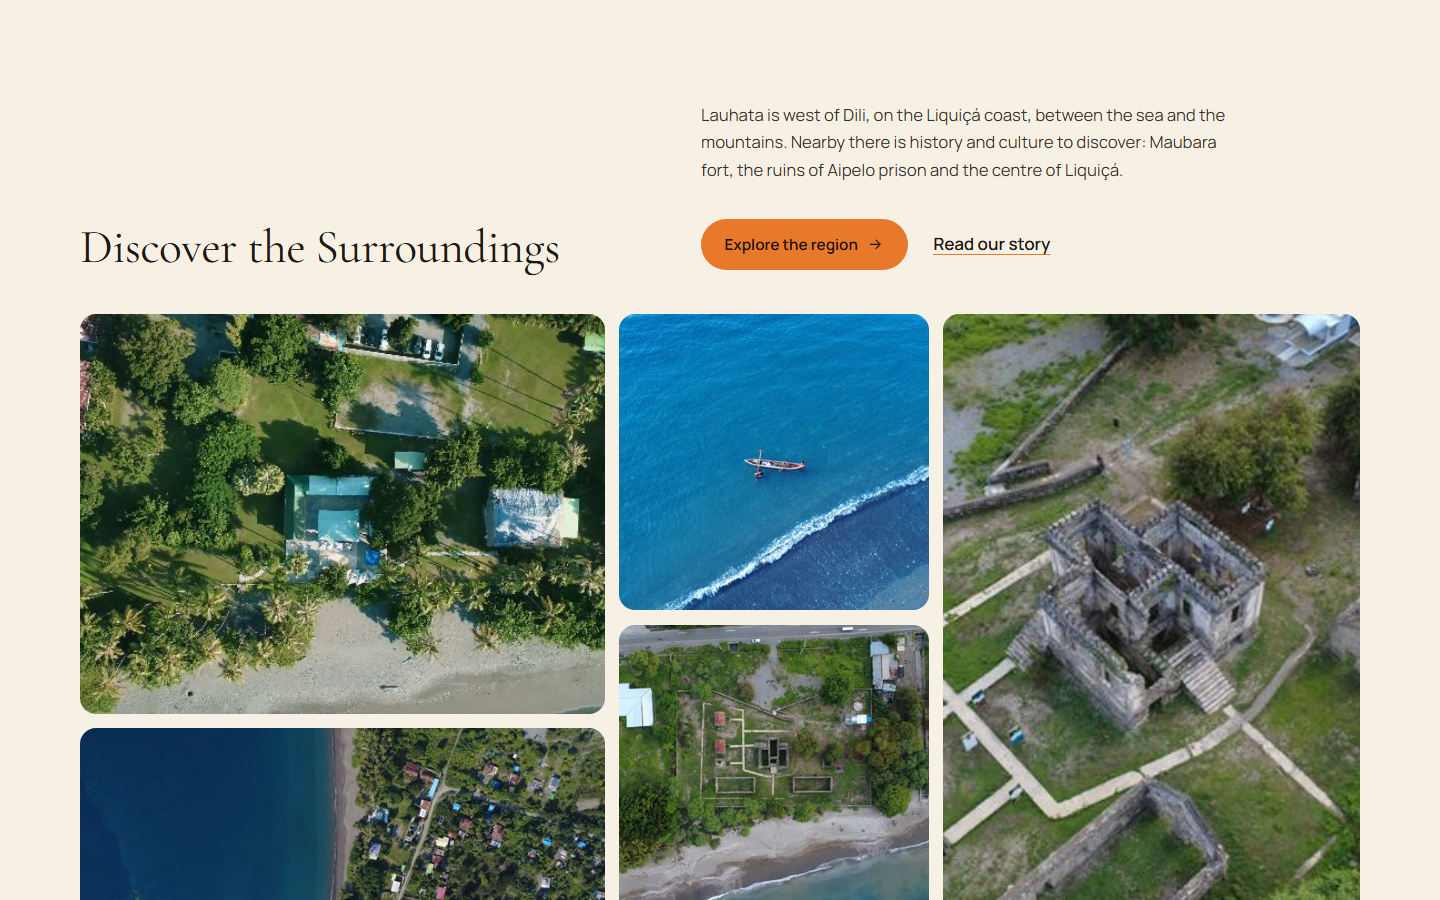 Lauhata is west of Dili, on the Liquiçá coast, between the sea and the
mountains. Nearby there is history and culture to discover: Maubara
fort, the ruins of Aipelo prison and the centre of Liquiçá.
Discover the Surroundings
Explore the region →
Read our story